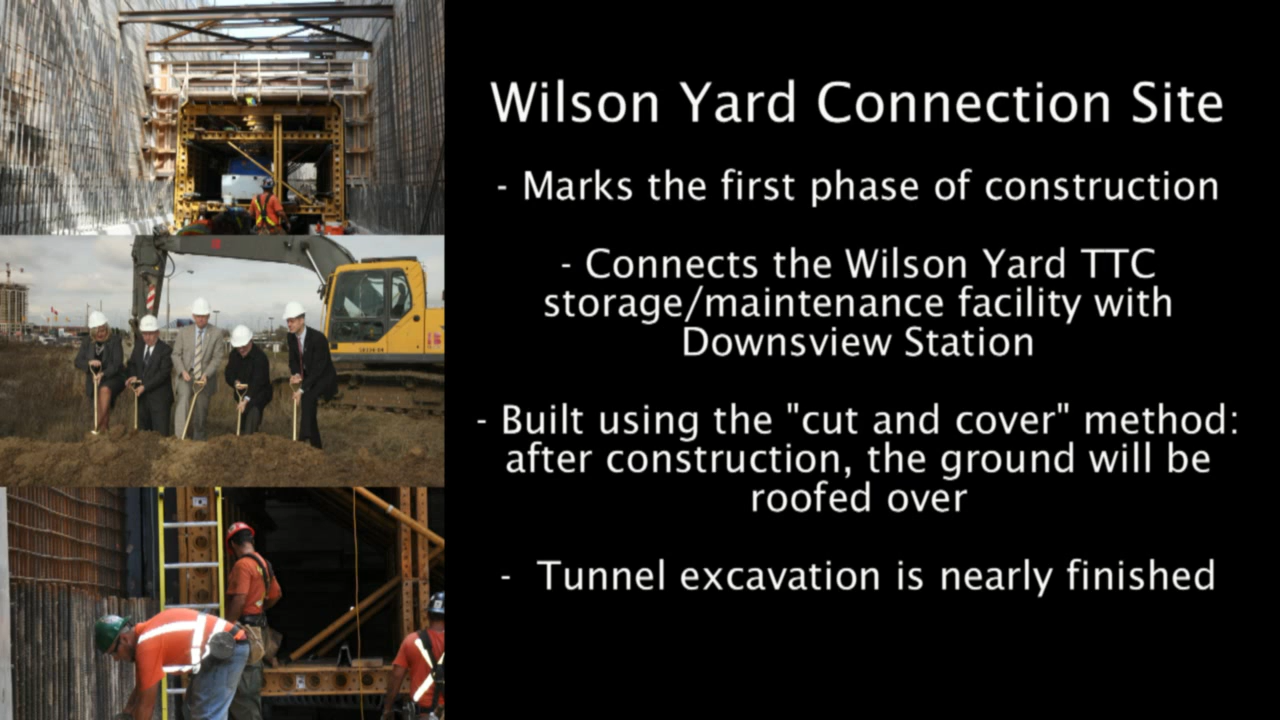 Wilson Yard Connection Site
- Marks the first phase of construction
- Connects the Wilson Yard TTC
storage/maintenance facility with
Downsview Station
- Built using the "cut and cover" method:
after construction, the ground will be
roofed over
- Tunnel excavation is nearly finished